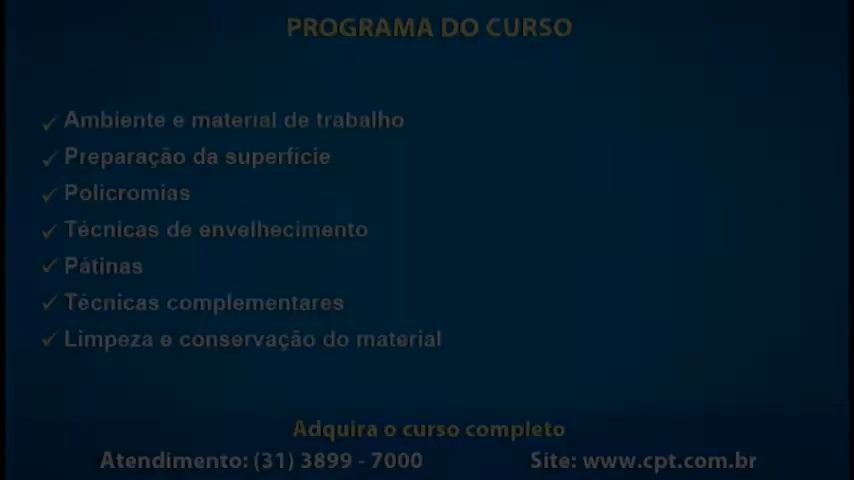 PROGRAMA DO CURSO
Ambiente e material de trabalho
Preparação da superfície
Policromias
Técnicas de envelhecimento
Pátinas
Técnicas complementares
Limpeza e conservação do material
Adquira o curso completo
Atendimento: (31) 3899 - 7000 Site: www.cpt.com.br